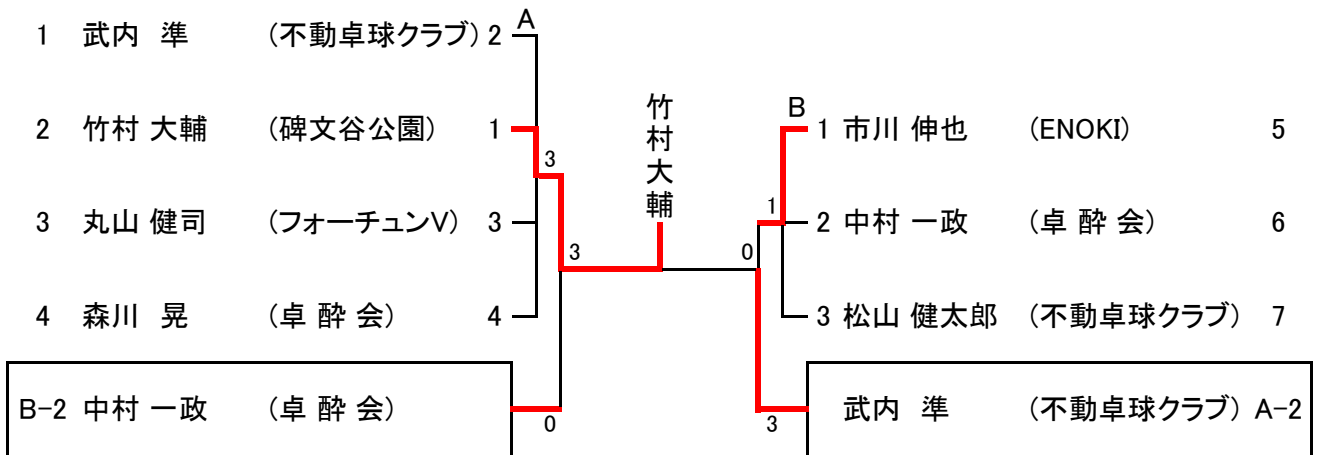 A
1 武内 準 (不動卓球クラブ) 2
2 竹村 大輔 (碑文谷公園) 1
3
3 丸山 健司 (フォーチュンV) 3
3
4 森川 晃 (卓 酔 会) 4
B-2 中村 一政 (卓 酔 会)
0
竹村大輔
B
1 市川 伸也 (ENOKI) 5
1
2 中村 一政 (卓 酔 会) 6
0
3 松山 健太郎 (不動卓球クラブ) 7
武内 準 (不動卓球クラブ) A-2
3